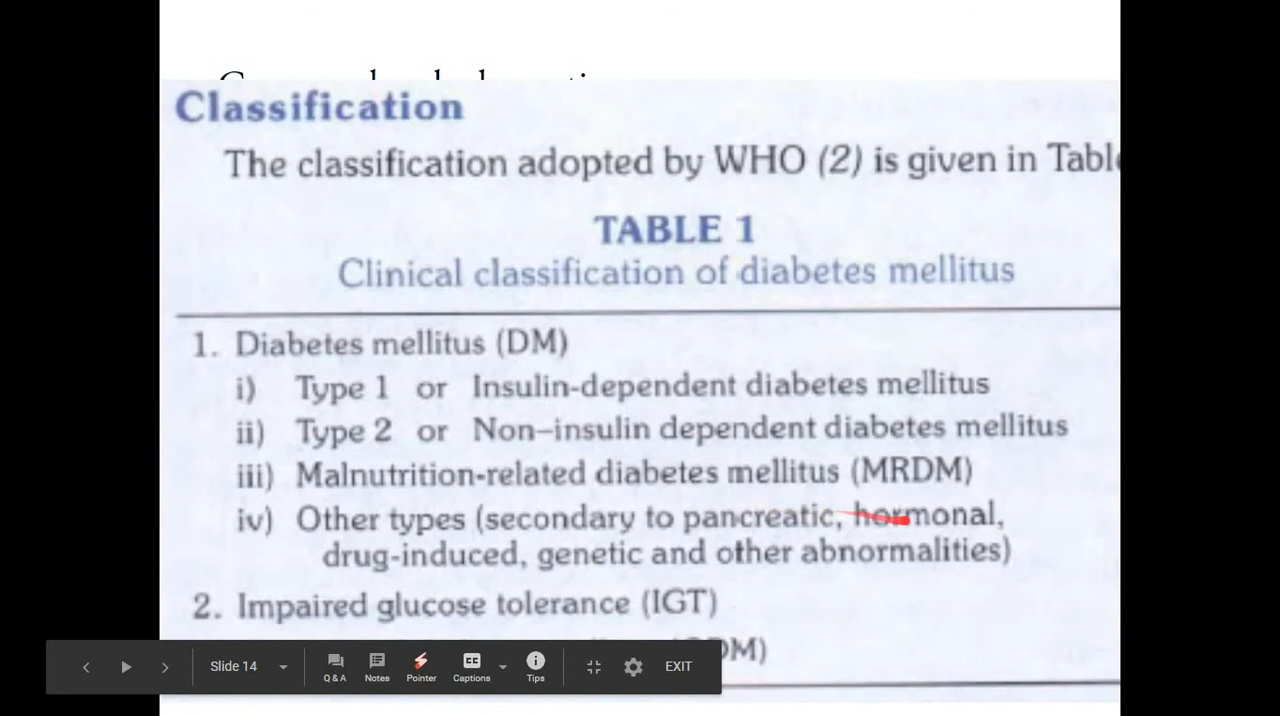 Classification
The classification adopted by WHO (2) is given in
TABLE 1
Clinical classification of diabetes mellitus
1. Diabetes mellitus (DM)
i) Type 1 or Insulin-dependent diabetes mellitus
ii) Type 2 or Non-insulin dependent diabetes mellitus
iii) Malnutrition-related diabetes mellitus (MRDM)
iv) Other types (secondary to pancreatic, hormonal,
drug-induced, genetic and other abnormalities)
2. Impaired glucose tolerance (IGT)
Slide 14
Q & A
Notes
Pointer
CC
Captions
i
Tips
EXIT